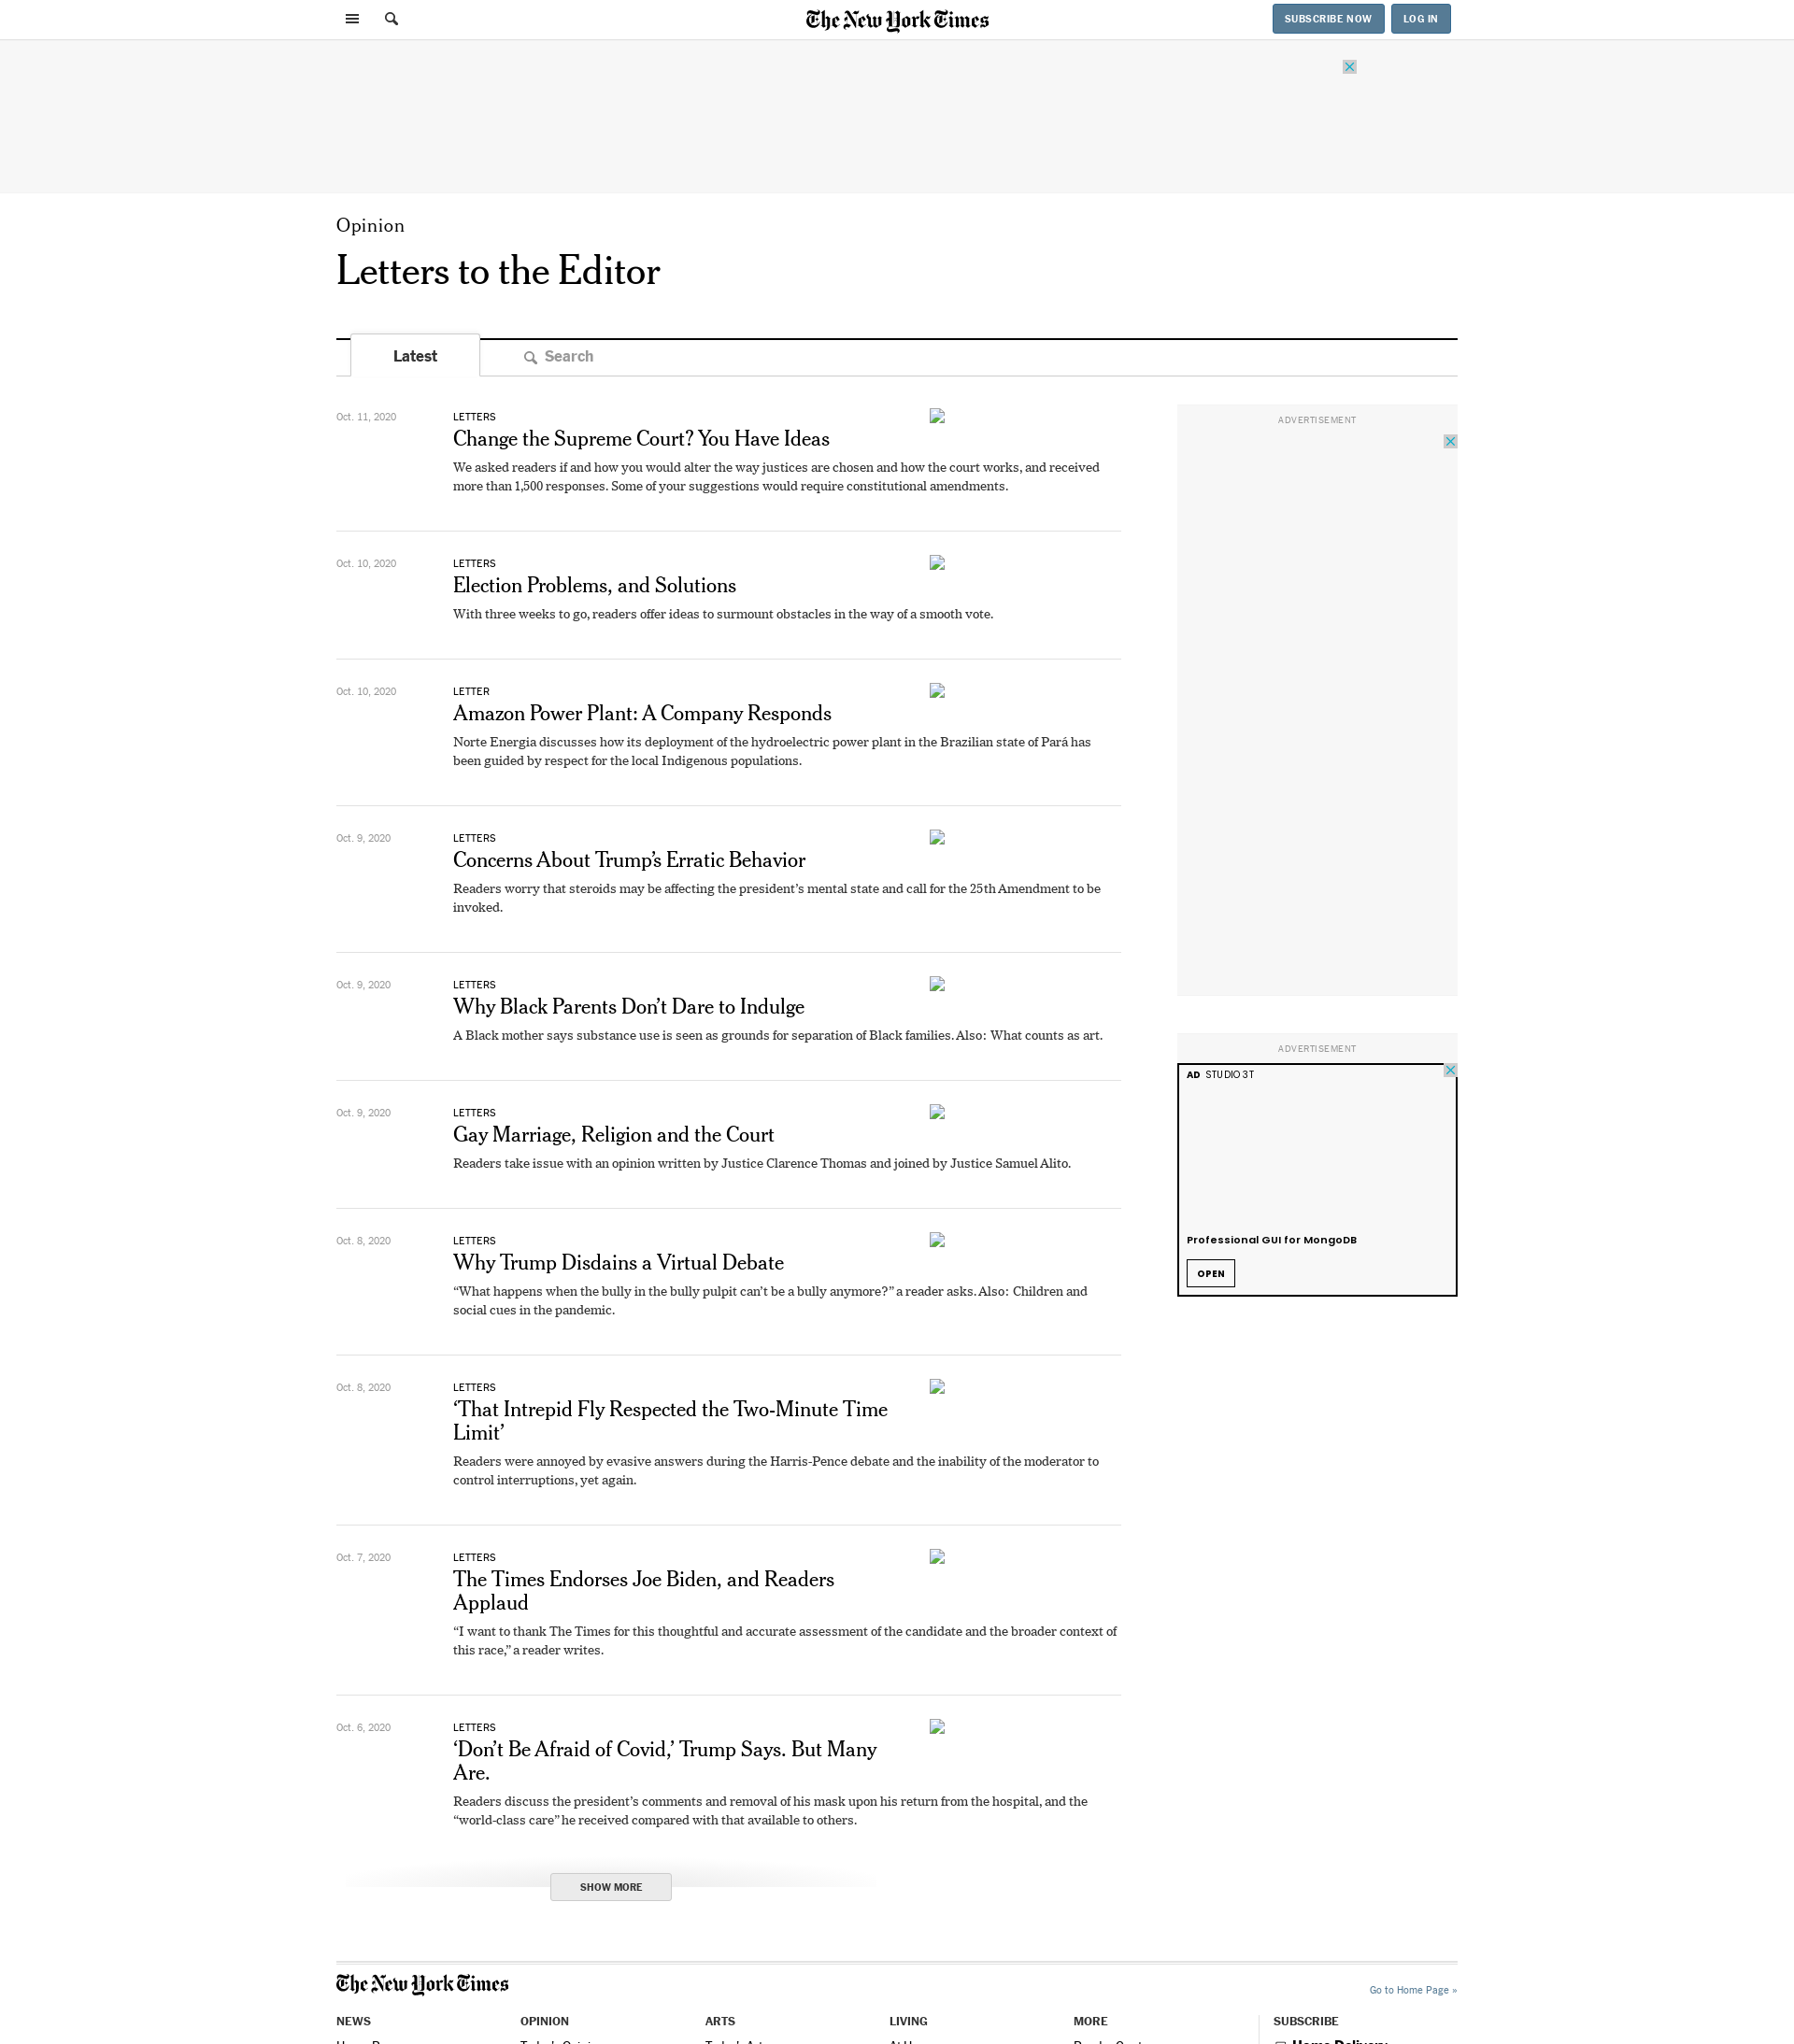 The New York Times
SUBSCRIBE NOW
LOG IN
Opinion
Letters to the Editor
Latest
Search
Oct. 11, 2020
LETTERS
Change the Supreme Court? You Have Ideas
We asked readers if and how you would alter the way justices are chosen and how the court works, and received
more than 1,500 responses. Some of your suggestions would require constitutional amendments.
Oct. 10, 2020
LETTERS
Election Problems, and Solutions
With three weeks to go, readers offer ideas to surmount obstacles in the way of a smooth vote.
Oct. 10, 2020
LETTER
Amazon Power Plant: A Company Responds
Norte Energia discusses how its deployment of the hydroelectric power plant in the Brazilian state of Pará has
been guided by respect for the local Indigenous populations.
Oct. 9, 2020
LETTERS
Concerns About Trump’s Erratic Behavior
Readers worry that steroids may be affecting the president’s mental state and call for the 25th Amendment to be
invoked.
Oct. 9, 2020
LETTERS
Why Black Parents Don’t Dare to Indulge
A Black mother says substance use is seen as grounds for separation of Black families. Also: What counts as art.
Oct. 9, 2020
LETTERS
Gay Marriage, Religion and the Court
Readers take issue with an opinion written by Justice Clarence Thomas and joined by Justice Samuel Alito.
Oct. 8, 2020
LETTERS
Why Trump Disdains a Virtual Debate
“What happens when the bully in the bully pulpit can’t be a bully anymore?” a reader asks. Also: Children and
social cues in the pandemic.
Oct. 8, 2020
LETTERS
‘That Intrepid Fly Respected the Two-Minute Time
Limit’
Readers were annoyed by evasive answers during the Harris-Pence debate and the inability of the moderator to
control interruptions, yet again.
Oct. 7, 2020
LETTERS
The Times Endorses Joe Biden, and Readers
Applaud
“I want to thank The Times for this thoughtful and accurate assessment of the candidate and the broader context of
this race,” a reader writes.
Oct. 6, 2020
LETTERS
‘Don’t Be Afraid of Covid,’ Trump Says. But Many
Are.
Readers discuss the president’s comments and removal of his mask upon his return from the hospital, and the
“world-class care” he received compared with that available to others.
SHOW MORE
ADVERTISEMENT
ADVERTISEMENT
AD STUDIO 3T
Professional GUI for MongoDB
OPEN
The New York Times
Go to Home Page »
NEWS
OPINION
ARTS
LIVING
MORE
SUBSCRIBE